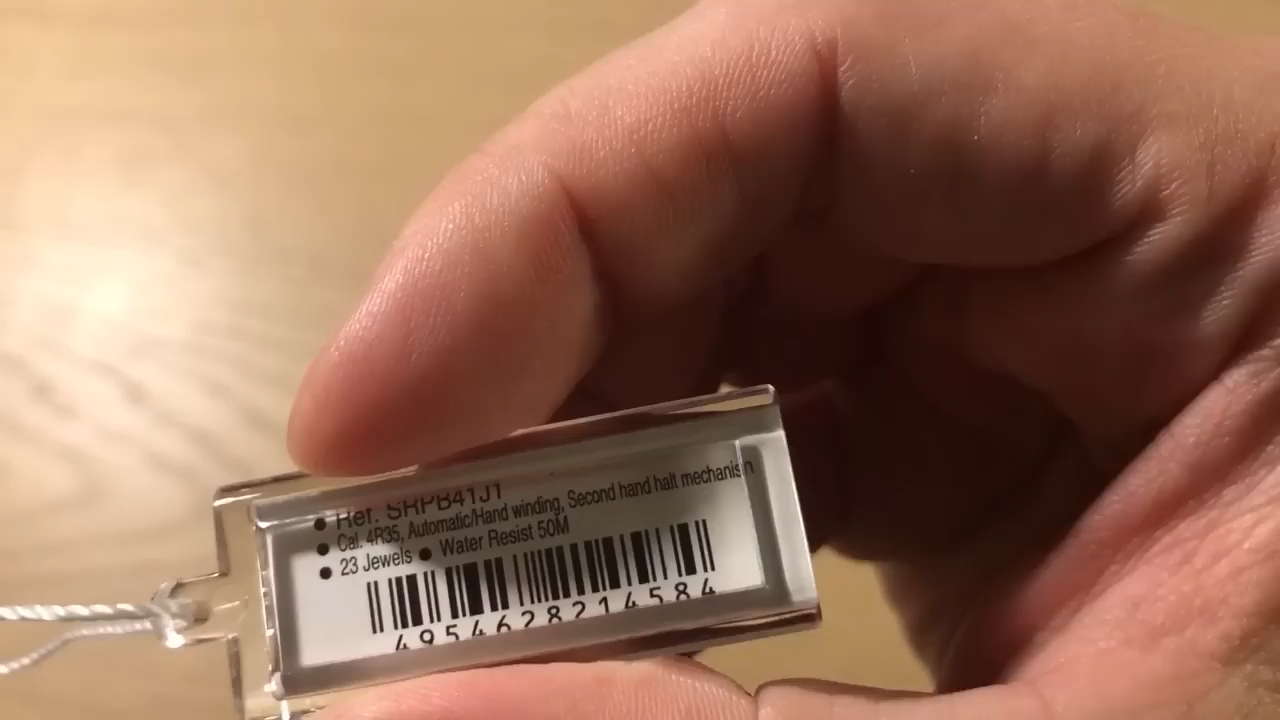 ● Ref. SRPB41J1
● Cal. 4R35, Automatic/Hand winding, Second hand halt mechanism
● 23 Jewels ● Water Resist 50M
4954628214584